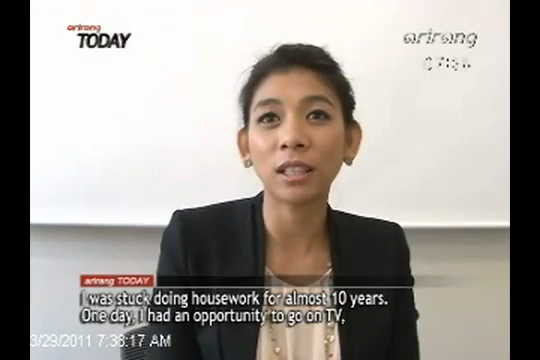 arirang
TODAY
arirang
arirang TODAY
I was stuck doing housework for almost 10 years.
One day, I had an opportunity to go on TV,
3/29/2011 7:38:17 AM